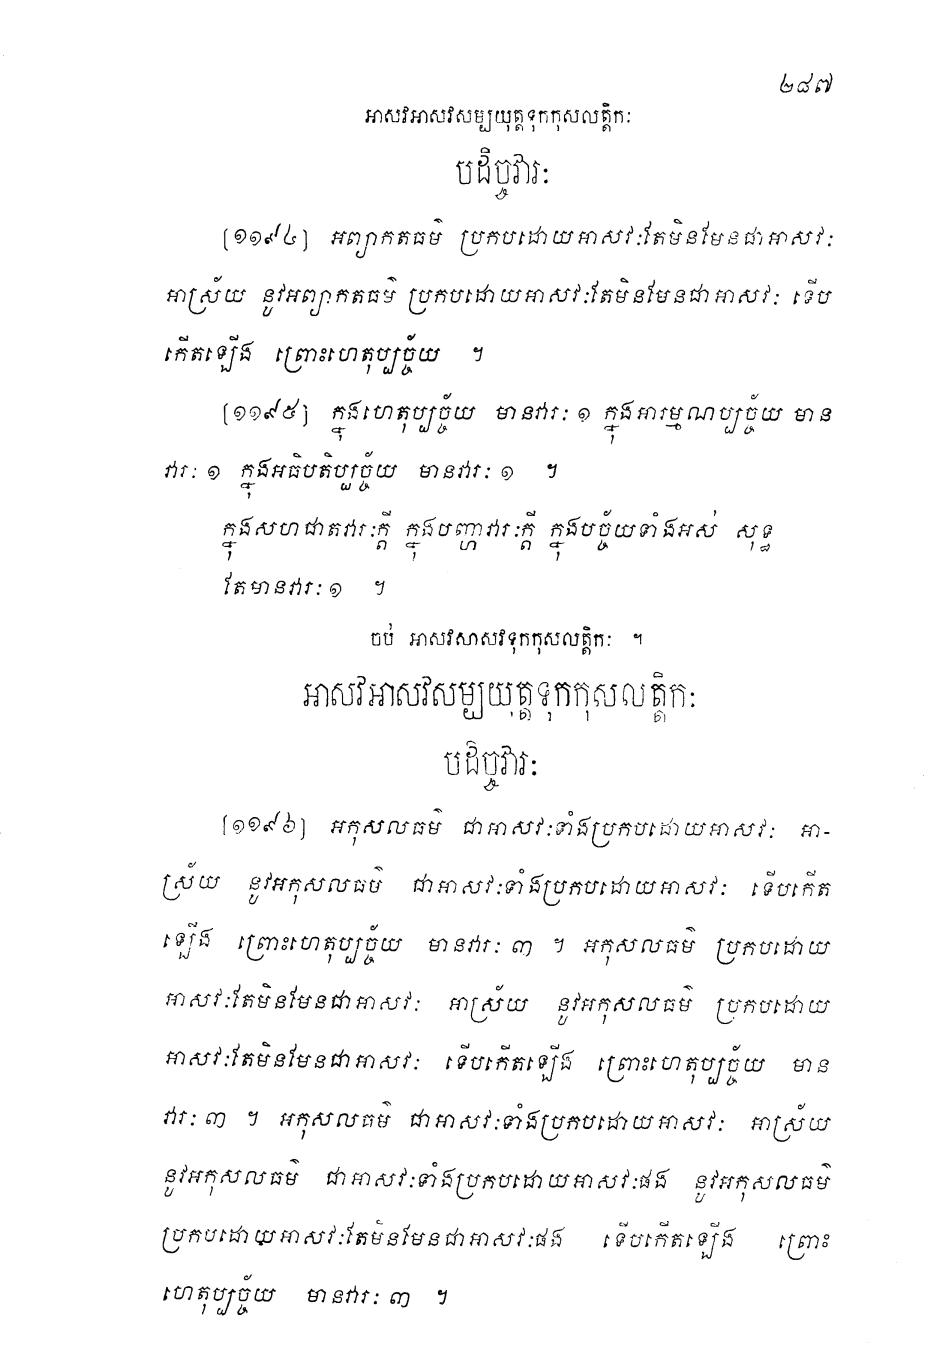 ២៨៧
អាសវអាសវសម្បយុត្តទុកកុសលត្តិកៈ
បដិច្ចវារៈ
[១១៩៤] អព្យាកតធម៌ ប្រកបដោយអាសវៈតែមិនមែនជាអាសវៈ
អាស្រ័យ នូវអព្យាកតធម៌ ប្រកបដោយអាសវៈតែមិនមែនជាអាសវៈ ទើប
កើតឡើង ព្រោះហេតុប្បច្ច័យ ។
[១១៩៥] ក្នុងហេតុប្បច្ច័យ មានវារៈ ១ ក្នុងអារម្មណប្បច្ច័យ មាន
វារៈ ១ ក្នុងអធិបតិប្បច្ច័យ មានវារៈ ១ ។
ក្នុងសហជាតវារៈក្តី ក្នុងបញ្ហាវារៈក្តី ក្នុងបច្ច័យទាំងអស់ សុទ្ធ
តែមានវារៈ ១ ។
ចប់ អាសវសាសវទុកកុសលត្តិកៈ ។
អាសវអាសវសម្បយុត្តទុកកុសលត្តិកៈ
បដិច្ចវារៈ
[១១៩៦] អកុសលធម៌ ជាអាសវៈទាំងប្រកបដោយអាសវៈ អា-
ស្រ័យ នូវអកុសលធម៌ ជាអាសវៈទាំងប្រកបដោយអាសវៈ ទើបកើត
ឡើង ព្រោះហេតុប្បច្ច័យ មានវារៈ ៣ ។ អកុសលធម៌ ប្រកបដោយ
អាសវៈតែមិនមែនជាអាសវៈ អាស្រ័យ នូវអកុសលធម៌ ប្រកបដោយ
អាសវៈតែមិនមែនជាអាសវៈ ទើបកើតឡើង ព្រោះហេតុប្បច្ច័យ មាន
វារៈ ៣ ។ អកុសលធម៌ ជាអាសវៈទាំងប្រកបដោយអាសវៈ អាស្រ័យ
នូវអកុសលធម៌ ជាអាសវៈទាំងប្រកបដោយអាសវៈផង នូវអកុសលធម៌
ប្រកបដោយអាសវៈតែមិនមែនជាអាសវៈផង ទើបកើតឡើង ព្រោះ
ហេតុប្បច្ច័យ មានវារៈ ៣ ។